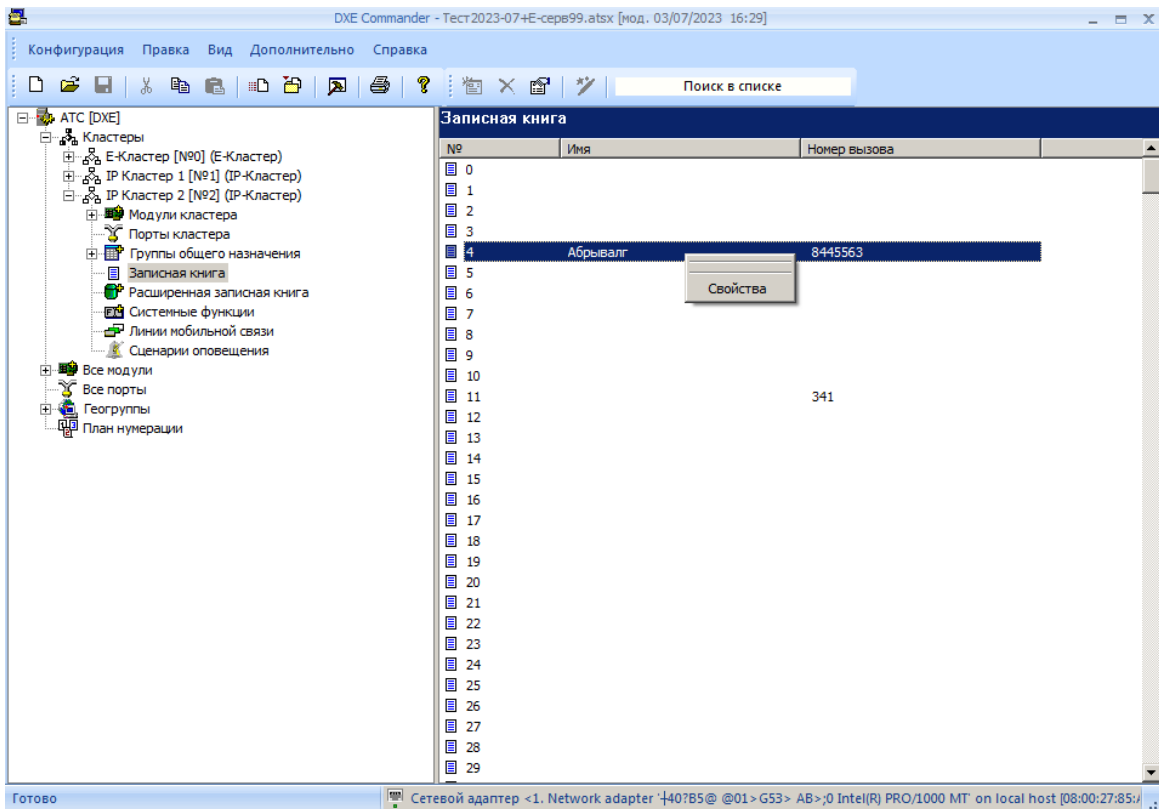 DXE Commander - Тест2023-07+E-серв99.atsx [мод. 03/07/2023 16:29]
Конфигурация Правка Вид Дополнительно Справка
Поиск в списке
АТС [DXE]
Кластеры
Е-Кластер [№0] (Е-Кластер)
IP Кластер 1 [№1] (IP-Кластер)
IP Кластер 2 [№2] (IP-Кластер)
Модули кластера
Порты кластера
Группы общего назначения
Записная книга
Расширенная записная книга
Системные функции
Линии мобильной связи
Сценарии оповещения
Все модули
Все порты
Геогруппы
План нумерации
Записная книга
№ Имя Номер вызова
0
1
2
3
4 Абрывалг 8445563
5
Свойства
6
7
8
9
10
11 341
12
13
14
15
16
17
18
19
20
21
22
23
24
25
26
27
28
29
Готово
Сетевой адаптер <1. Network adapter '┤40?B5@ @01>G53> AB>;0 Intel(R) PRO/1000 MT' on local host [08:00:27:85: